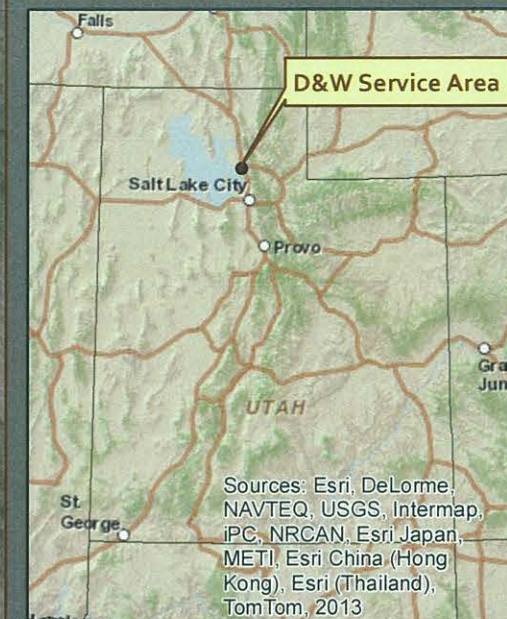 Falls
D&W Service Area
Salt Lake City
Provo
Gra
Jun
UTAH
St.
George
Sources: Esri, DeLorme,
NAVTEQ, USGS, Intermap,
iPC, NRCAN, Esri Japan,
METI, Esri China (Hong
Kong), Esri (Thailand),
TomTom, 2013